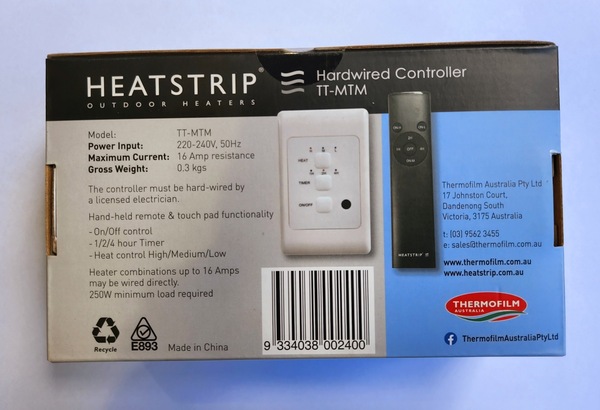 HEATSTRIP®
OUTDOOR HEATERS
Hardwired Controller
TT-MTM
Model: TT-MTM
Power Input: 220-240V, 50Hz
Maximum Current: 16 Amp resistance
Gross Weight: 0.3 kgs
The controller must be hard-wired by
a licensed electrician.
Hand-held remote & touch pad functionality
- On/Off control
- 1/2/4 hour Timer
- Heat control High/Medium/Low
Heater combinations up to 16 Amps
may be wired directly.
250W minimum load required
Recycle
E893
Made in China
HEAT
TIMER
ON/OFF
9 334038 002400
HEATSTRIP
Thermofilm Australia Pty Ltd
17 Johnston Court,
Dandenong South
Victoria, 3175 Australia
t: (03) 9562 3455
e: sales@thermofilm.com.au
www.thermofilm.com.au
www.heatstrip.com.au
THERMOFILM
AUSTRALIA
ThermofilmAustraliaPtyLtd